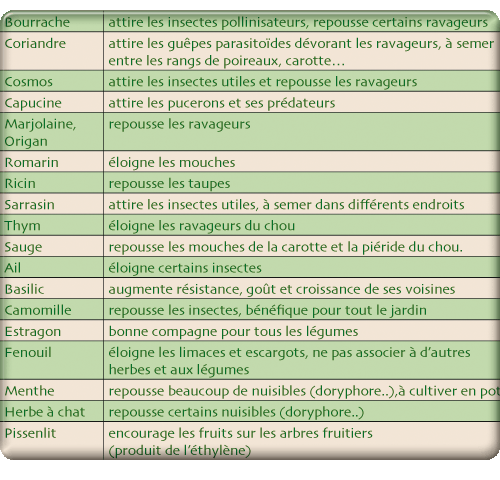 Bourrache attire les insectes pollinisateurs, repousse certains ravageurs
Coriandre attire les guêpes parasitoïdes dévorant les ravageurs, à semer
entre les rangs de poireaux, carotte…
Cosmos attire les insectes utiles et repousse les ravageurs
Capucine attire les pucerons et ses prédateurs
Marjolaine, repousse les ravageurs
Origan
Romarin éloigne les mouches
Ricin repousse les taupes
Sarrasin attire les insectes utiles, à semer dans différents endroits
Thym éloigne les ravageurs du chou
Sauge repousse les mouches de la carotte et la piéride du chou.
Ail éloigne certains insectes
Basilic augmente résistance, goût et croissance de ses voisines
Camomille repousse les insectes, bénéfique pour tout le jardin
Estragon bonne compagne pour tous les légumes
Fenouil éloigne les limaces et escargots, ne pas associer à d'autres
herbes et aux légumes
Menthe repousse beaucoup de nuisibles (doryphore..),à cultiver en pot
Herbe à chat repousse certains nuisibles (doryphore..)
Pissenlit encourage les fruits sur les arbres fruitiers
(produit de l'éthylène)